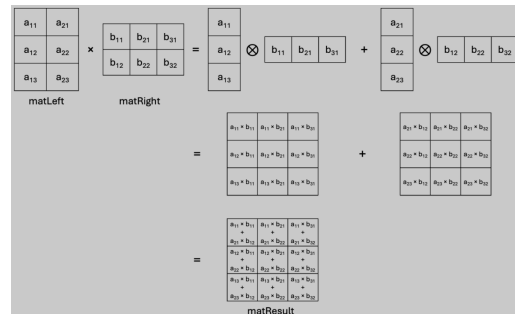 a₁₁ a₂₁ a₁₁ a₂₁
b₁₁ b₂₁ b₃₁
a₁₂ a₂₂ × = a₁₂ ⊗ b₁₁ b₂₁ b₃₁ + a₂₂ ⊗ b₁₂ b₂₂ b₃₂
b₁₂ b₂₂ b₃₂
a₁₃ a₂₃ a₁₃ a₂₃
matLeft matRight
a₁₁ * b₁₁ a₁₁ * b₂₁ a₁₁ * b₃₁ a₂₁ * b₁₂ a₂₁ * b₂₂ a₂₁ * b₃₂
= a₁₂ * b₁₁ a₁₂ * b₂₁ a₁₂ * b₃₁ + a₂₂ * b₁₂ a₂₂ * b₂₂ a₂₂ * b₃₂
a₁₃ * b₁₁ a₁₃ * b₂₁ a₁₃ * b₃₁ a₂₃ * b₁₂ a₂₃ * b₂₂ a₂₃ * b₃₂
a₁₁ * b₁₁ a₁₁ * b₂₁ a₁₁ * b₃₁
+ + +
a₂₁ * b₁₂ a₂₁ * b₂₂ a₂₁ * b₃₂
a₁₂ * b₁₁ a₁₂ * b₂₁ a₁₂ * b₃₁
= + + +
a₂₂ * b₁₂ a₂₂ * b₂₂ a₂₂ * b₃₂
a₁₃ * b₁₁ a₁₃ * b₂₁ a₁₃ * b₃₁
+ + +
a₂₃ * b₁₂ a₂₃ * b₂₂ a₂₃ * b₃₂
matResult